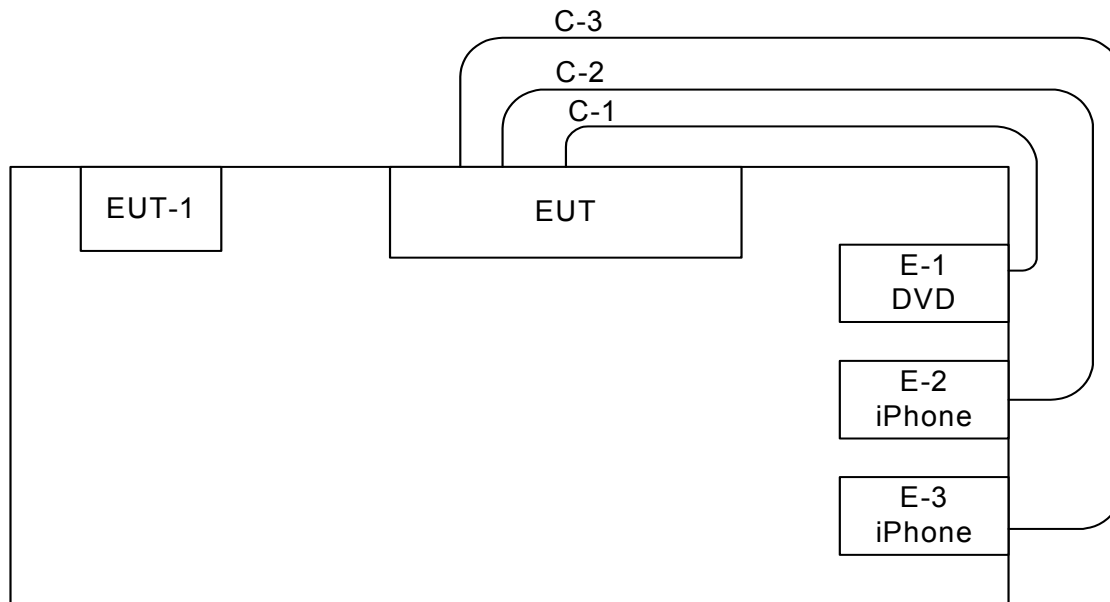 C-3
C-2
C-1
EUT-1
EUT
E-1
DVD
E-2
iPhone
E-3
iPhone